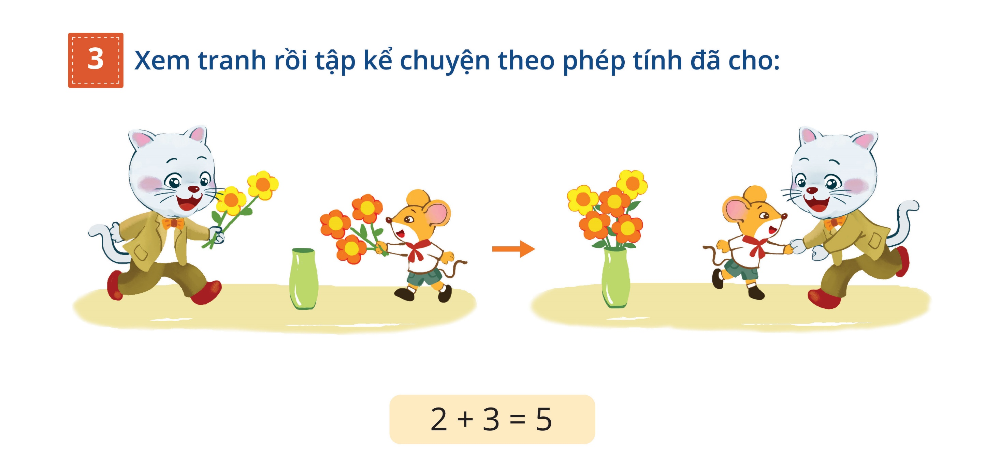 3 Xem tranh rồi tập kể chuyện theo phép tính đã cho:
2 + 3 = 5